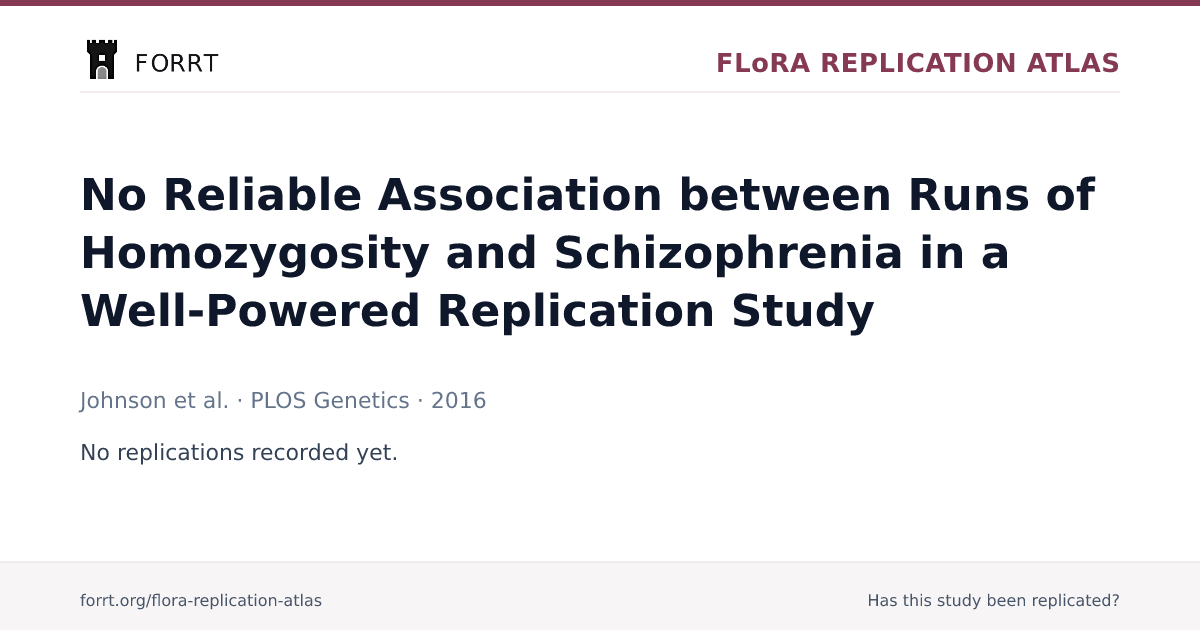 FORRT
FLoRA REPLICATION ATLAS
No Reliable Association between Runs of
Homozygosity and Schizophrenia in a
Well-Powered Replication Study
Johnson et al. · PLOS Genetics · 2016
No replications recorded yet.
forrt.org/flora-replication-atlas
Has this study been replicated?